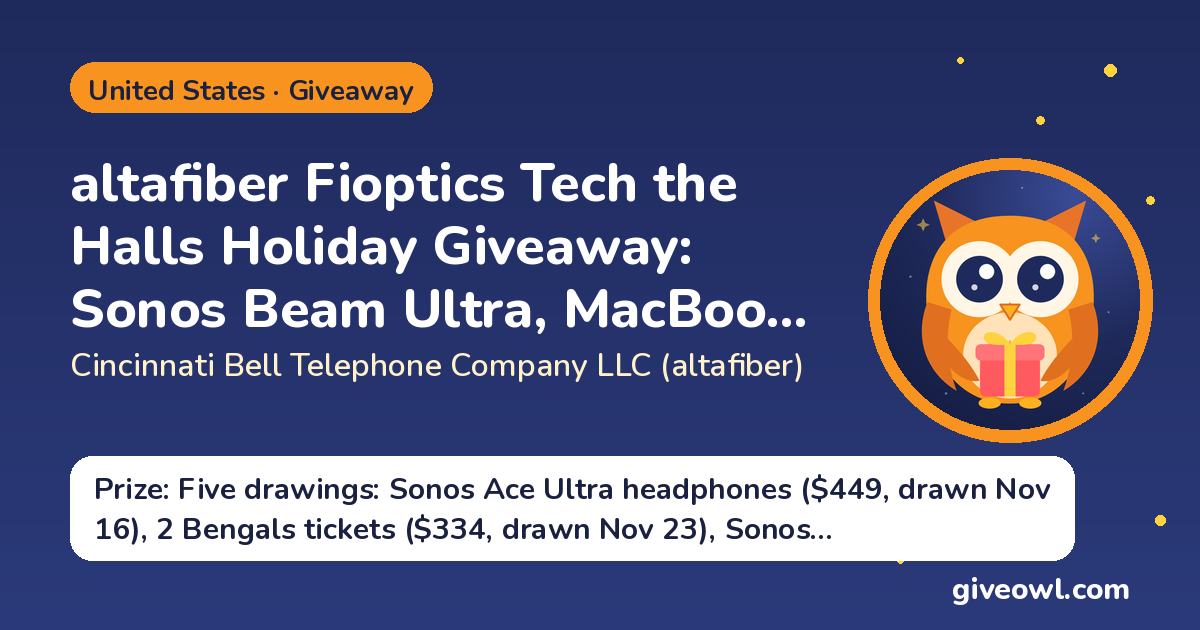 United States · Giveaway
altafiber Fioptics Tech the
Halls Holiday Giveaway:
Sonos Beam Ultra, MacBoo...
Cincinnati Bell Telephone Company LLC (altafiber)
Prize: Five drawings: Sonos Ace Ultra headphones ($449, drawn Nov
16), 2 Bengals tickets ($334, drawn Nov 23), Sonos...
giveowl.com